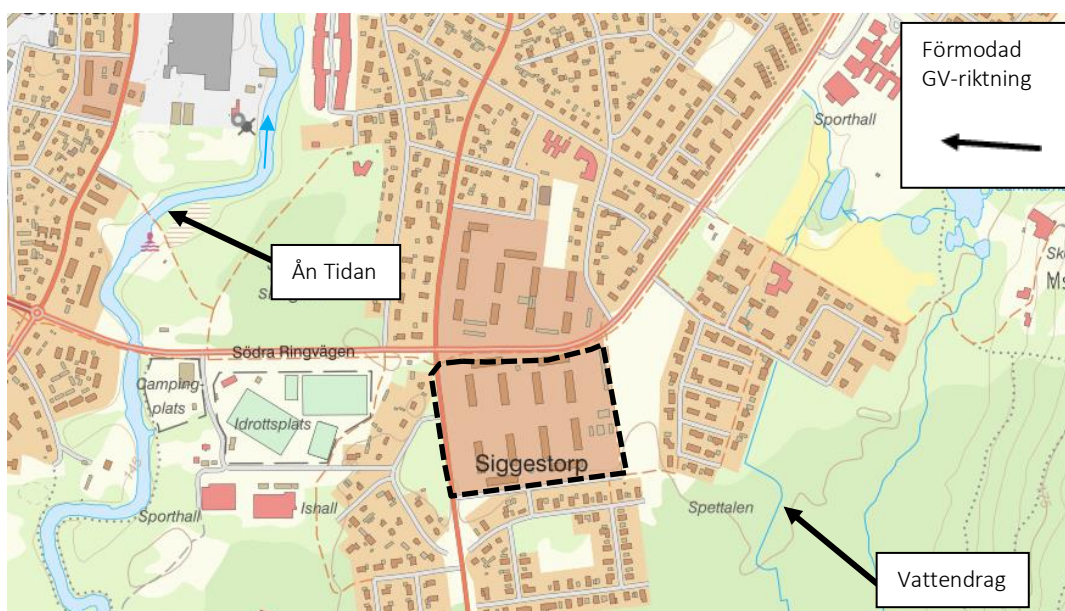 Förmodad
GV-riktning
Sporthall
Ån Tidan
Södra Ringvägen
Camping-
plats
Idrottsplats
Siggestorp
Sporthall
Ishall
Spettalen
Vattendrag